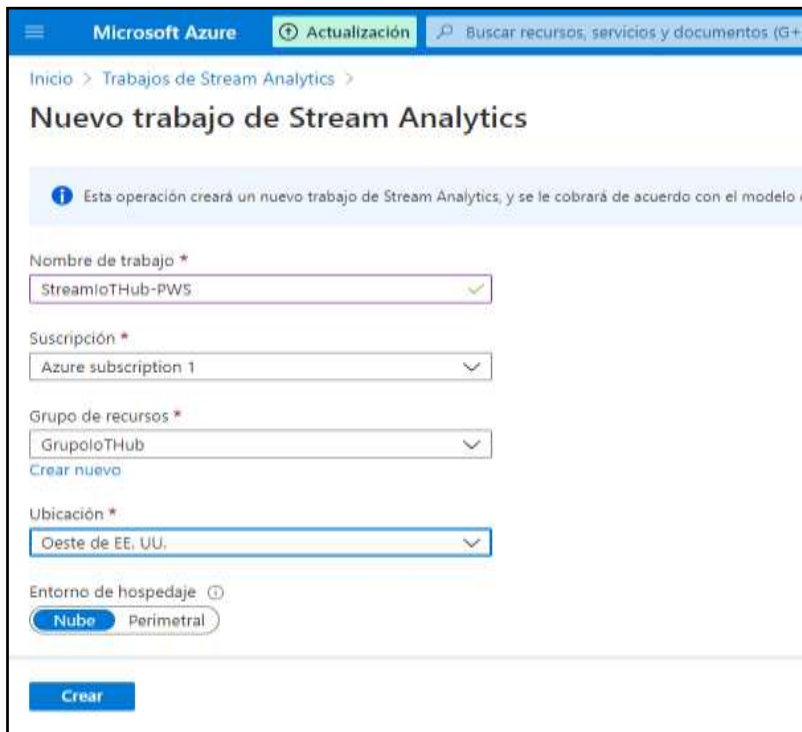 Microsoft Azure Actualización Buscar recursos, servicios y documentos (G+
Inicio > Trabajos de Stream Analytics >
Nuevo trabajo de Stream Analytics
Esta operación creará un nuevo trabajo de Stream Analytics, y se le cobrará de acuerdo con el modelo
Nombre de trabajo *
StreamIoTHub-PWS
Suscripción *
Azure subscription 1
Grupo de recursos *
GrupoIoTHub
Crear nuevo
Ubicación *
Oeste de EE. UU.
Entorno de hospedaje
Nube Perimetral
Crear